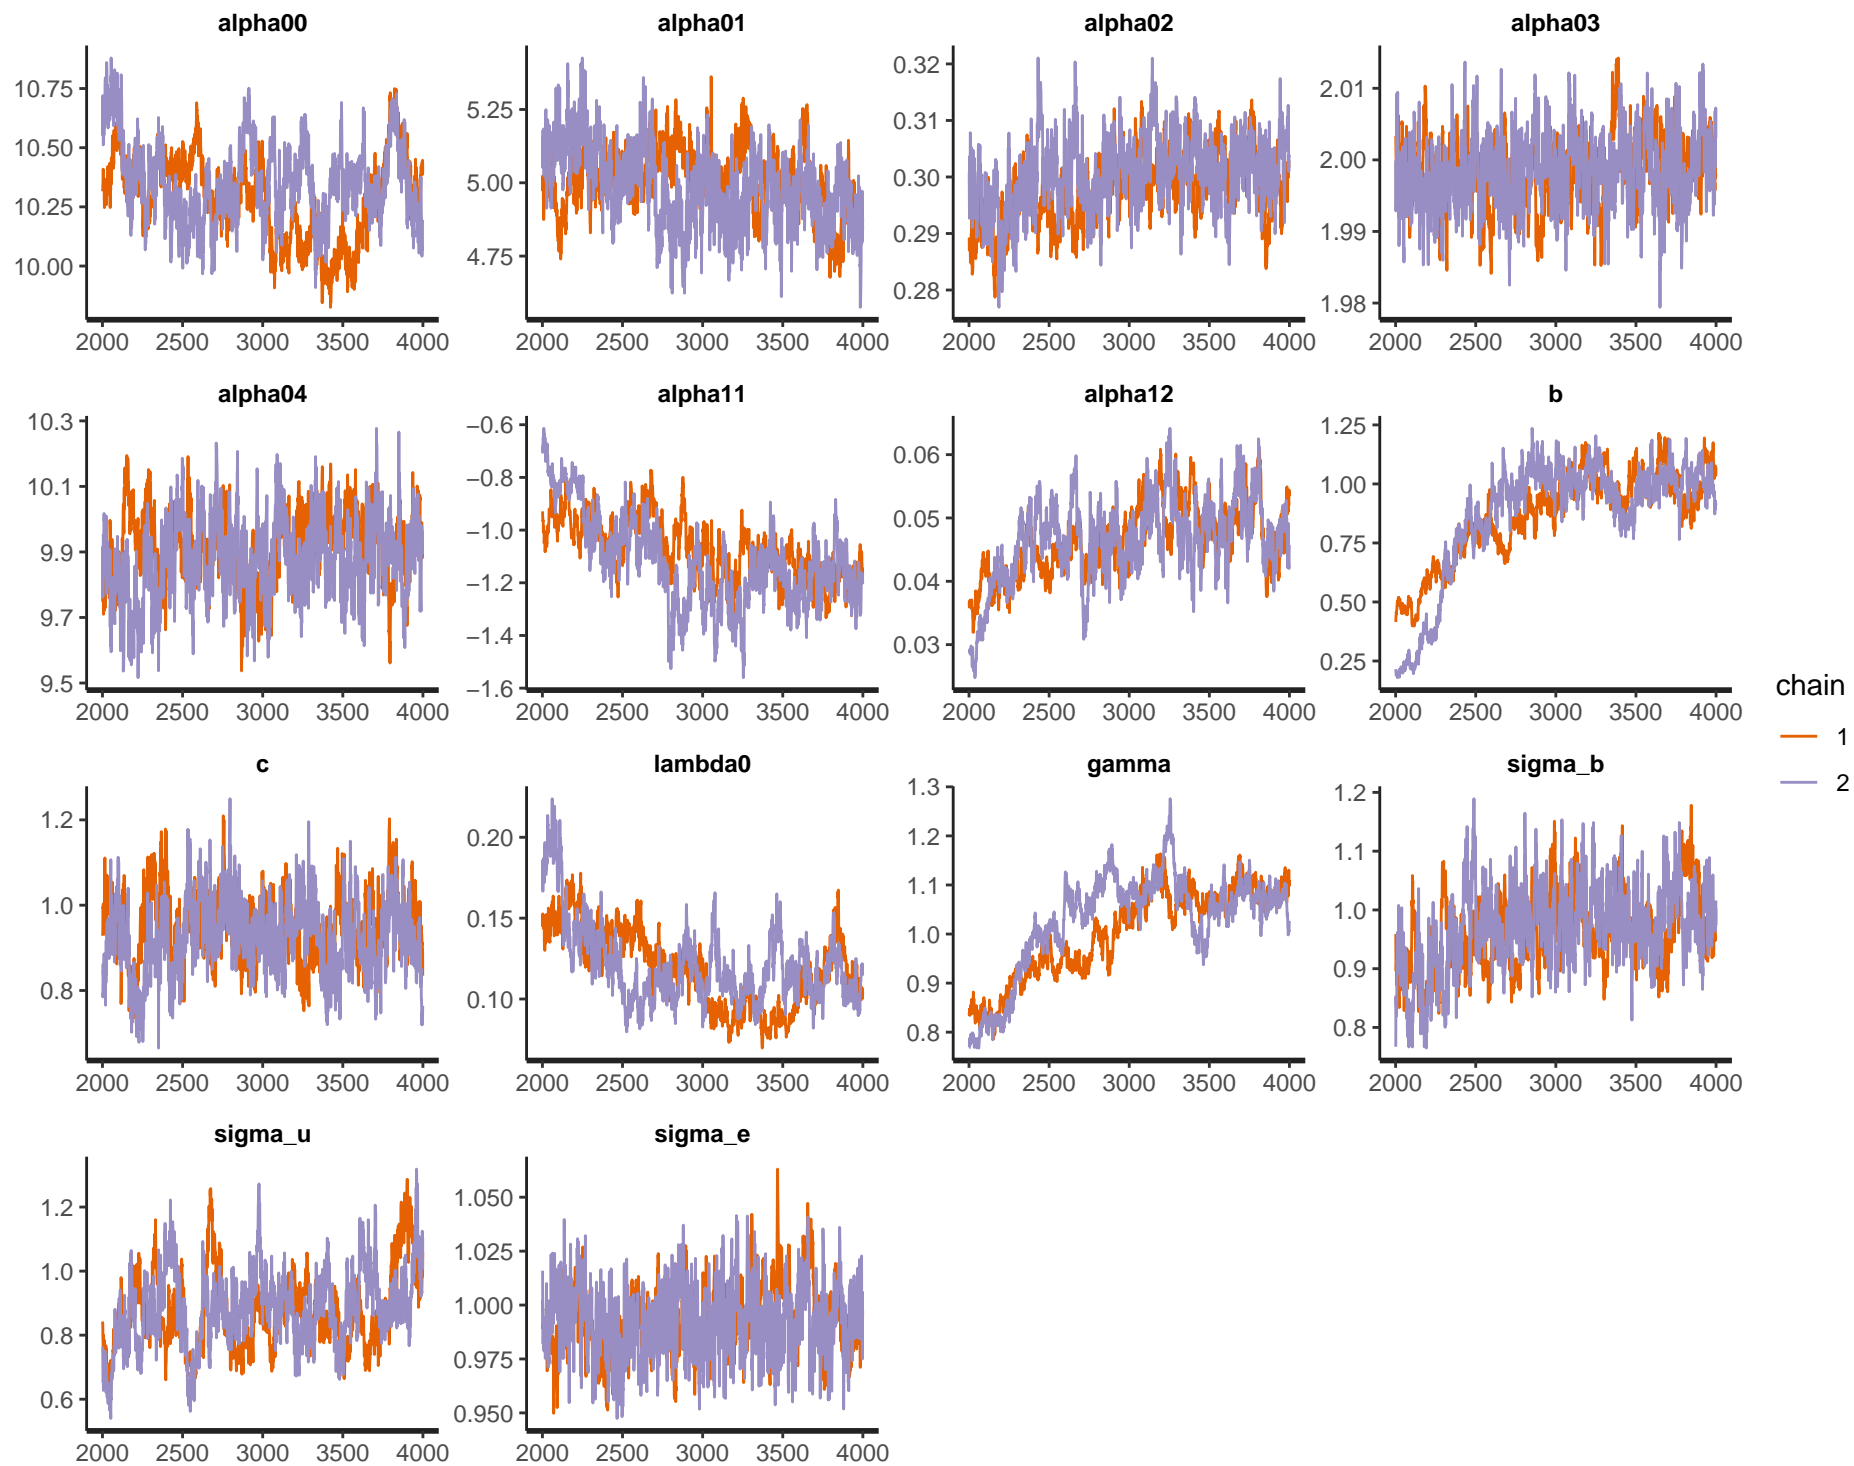 alpha00 alpha01 alpha02 alpha03
10.75 10.50 10.25 10.00
5.25 5.00 4.75
0.32 0.31 0.30 0.29 0.28
2.01 2.00 1.99 1.98
2000 2500 3000 3500 4000 2000 2500 3000 3500 4000 2000 2500 3000 3500 4000 2000 2500 3000 3500 4000
alpha04 alpha11 alpha12 b
10.3 10.1 9.9 9.7 9.5
−0.6 −0.8 −1.0 −1.2 −1.4 −1.6
0.06 0.05 0.04 0.03
1.25 1.00 0.75 0.50 0.25
2000 2500 3000 3500 4000 2000 2500 3000 3500 4000 2000 2500 3000 3500 4000 2000 2500 3000 3500 4000
c lambda0 gamma sigma_b
1.2 1.0 0.8
0.20 0.15 0.10
1.3 1.2 1.1 1.0 0.9 0.8
1.2 1.1 1.0 0.9 0.8
2000 2500 3000 3500 4000 2000 2500 3000 3500 4000 2000 2500 3000 3500 4000 2000 2500 3000 3500 4000
sigma_u sigma_e
1.2 1.0 0.8 0.6
1.050 1.025 1.000 0.975 0.950
2000 2500 3000 3500 4000 2000 2500 3000 3500 4000
chain
1
2